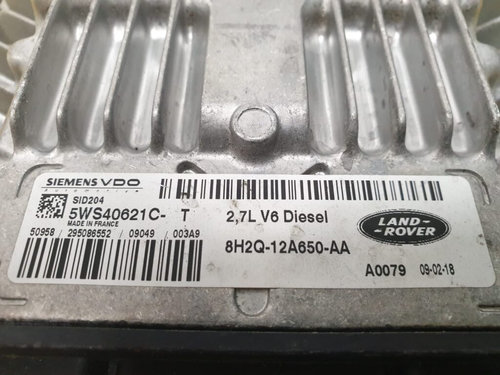 SIEMENS VDO
Automotive
SID204
5WS40621C- T
MADE IN FRANCE
50958 / 295086552 / 09049 / 003A9
2,7L V6 Diesel
8H2Q-12A650-AA
LAND-
-ROVER
A0079 09-02-18